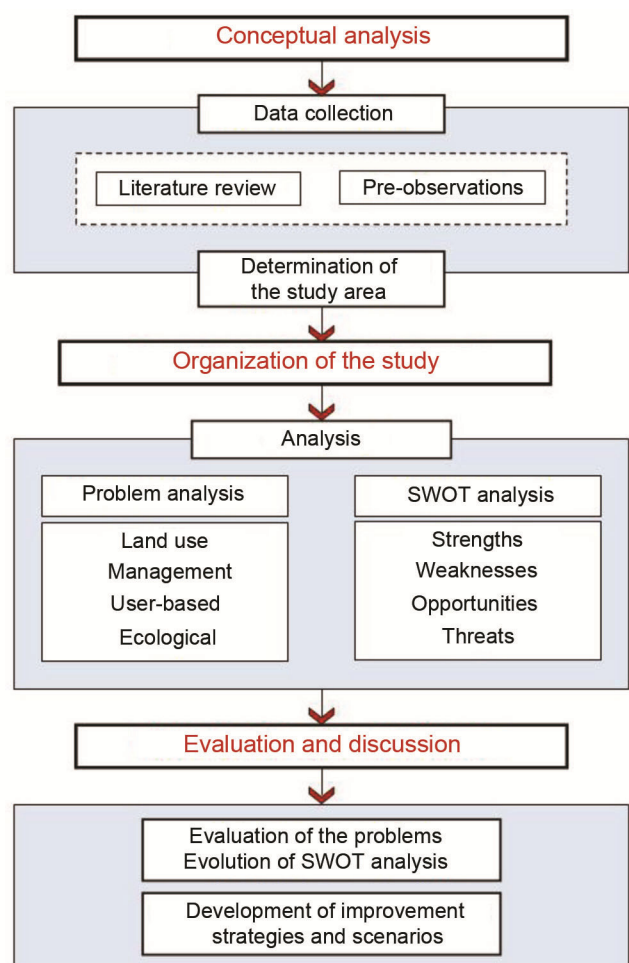 Conceptual analysis
Data collection
Literature review
Pre-observations
Determination of
the study area
Organization of the study
Analysis
Problem analysis
Land use
Management
User-based
Ecological
SWOT analysis
Strengths
Weaknesses
Opportunities
Threats
Evaluation and discussion
Evaluation of the problems
Evolution of SWOT analysis
Development of improvement
strategies and scenarios